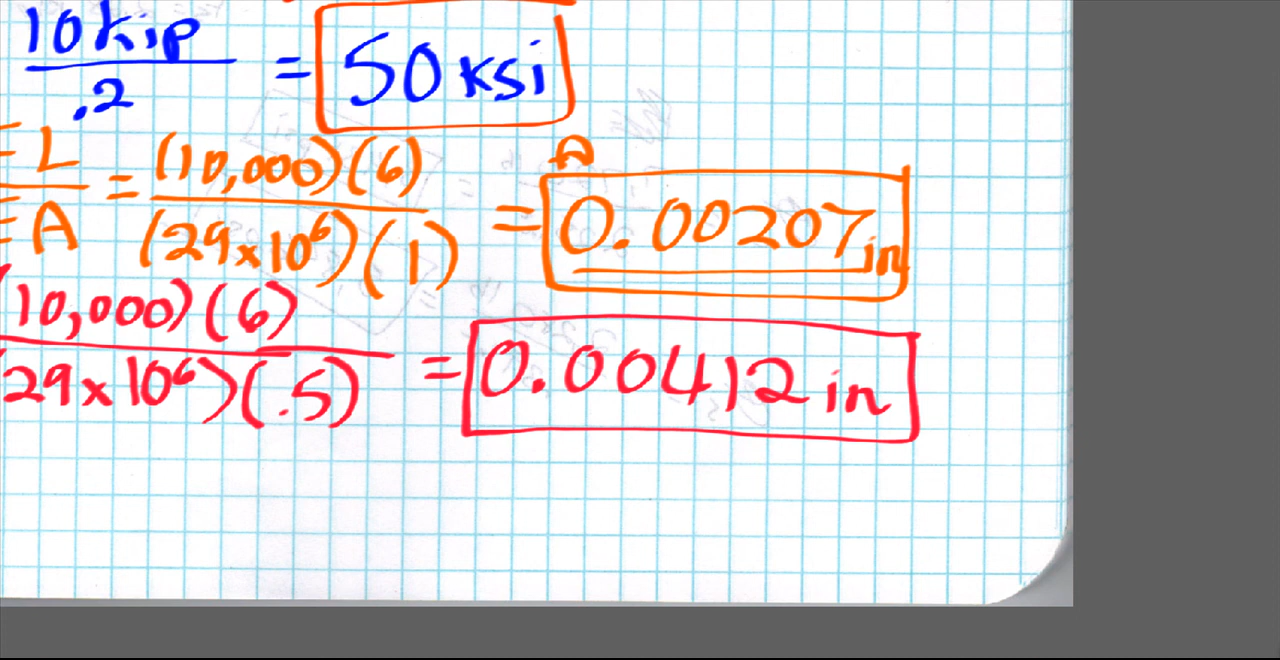 10 kip
= 50 ksi
.2
L = (10,000)(6)
A
= 0.00207 in
EA (29x10⁶)(1)
(10,000)(6)
= 0.00412 in
(29x10⁶)(.5)